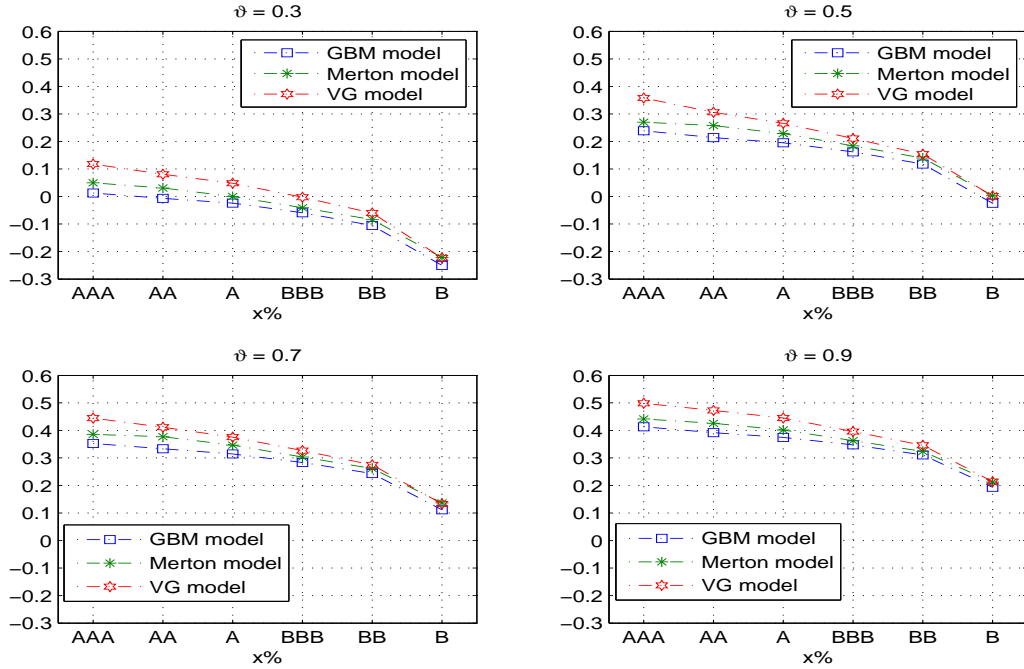 ϑ = 0.3
0.6
0.5
0.4
0.3
0.2
0.1
0
−0.1
−0.2
−0.3
GBM model
Merton model
VG model
AAA AA A BBB BB B
x%
ϑ = 0.5
0.6
0.5
0.4
0.3
0.2
0.1
0
−0.1
−0.2
−0.3
GBM model
Merton model
VG model
AAA AA A BBB BB B
x%
ϑ = 0.7
0.6
0.5
0.4
0.3
0.2
0.1
0
−0.1
−0.2
−0.3
GBM model
Merton model
VG model
AAA AA A BBB BB B
x%
ϑ = 0.9
0.6
0.5
0.4
0.3
0.2
0.1
0
−0.1
−0.2
−0.3
GBM model
Merton model
VG model
AAA AA A BBB BB B
x%